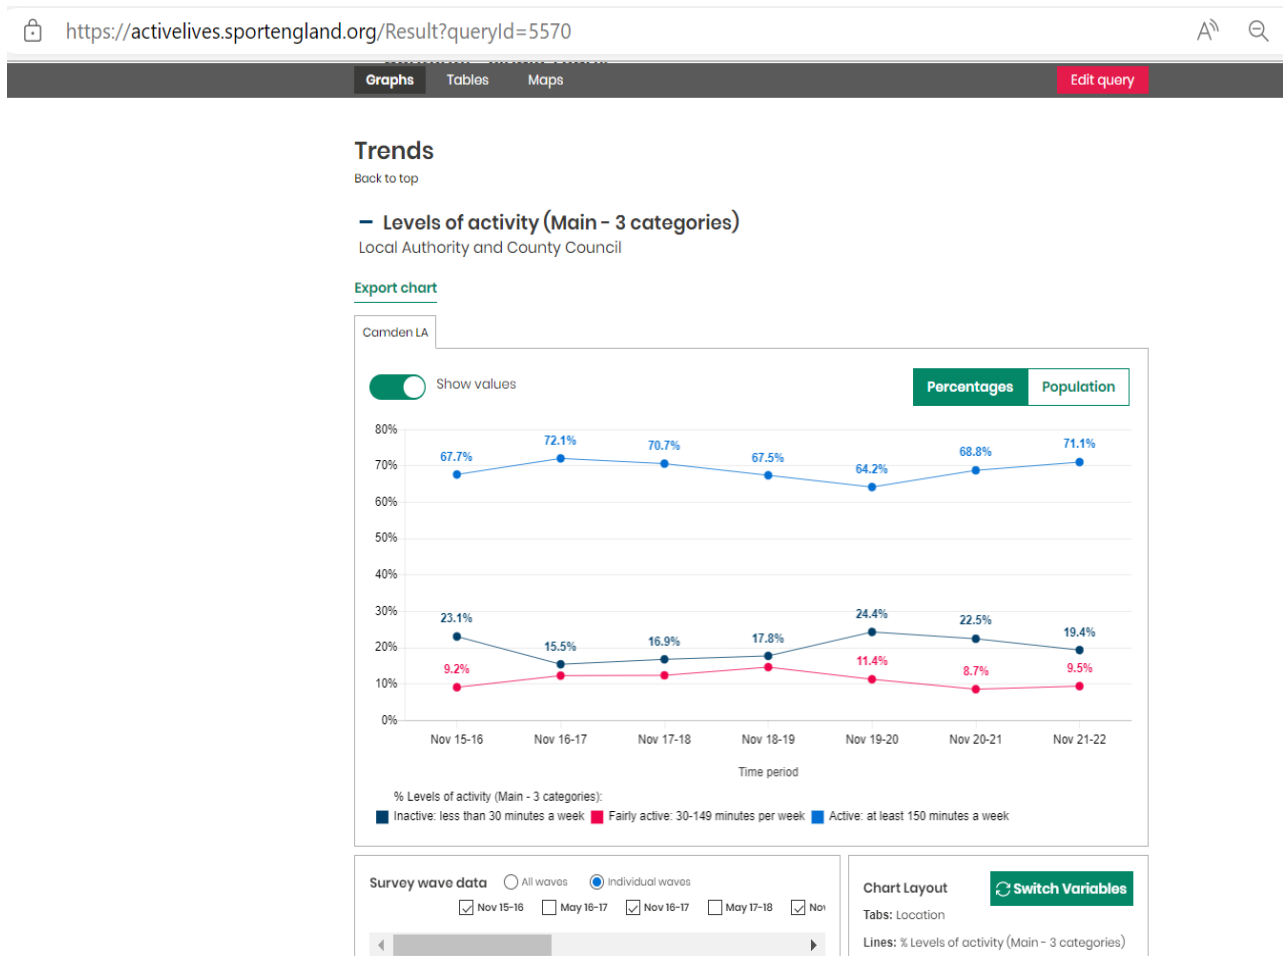 https://activelives.sportengland.org/Result?queryId=5570
Graphs Tables Maps Edit query
Trends
Back to top
Levels of activity (Main - 3 categories)
Local Authority and County Council
Export chart
Camden LA
Show values
Percentages Population
80%
70%
60%
50%
40%
30%
20%
10%
0%
67.7% 72.1% 70.7% 67.5% 64.2% 68.8% 71.1%
23.1% 15.5% 16.9% 17.8% 24.4% 22.5% 19.4%
9.2% 11.4% 8.7% 9.5%
Nov 15-16 Nov 16-17 Nov 17-18 Nov 18-19 Nov 19-20 Nov 20-21 Nov 21-22
Time period
% Levels of activity (Main - 3 categories):
Inactive: less than 30 minutes a week Fairly active: 30-149 minutes per week Active: at least 150 minutes a week
Survey wave data All waves Individual waves
Nov 15-16 May 16-17 Nov 16-17 May 17-18 Nov
Chart Layout Switch Variables
Tabs: Location
Lines: % Levels of activity (Main - 3 categories)